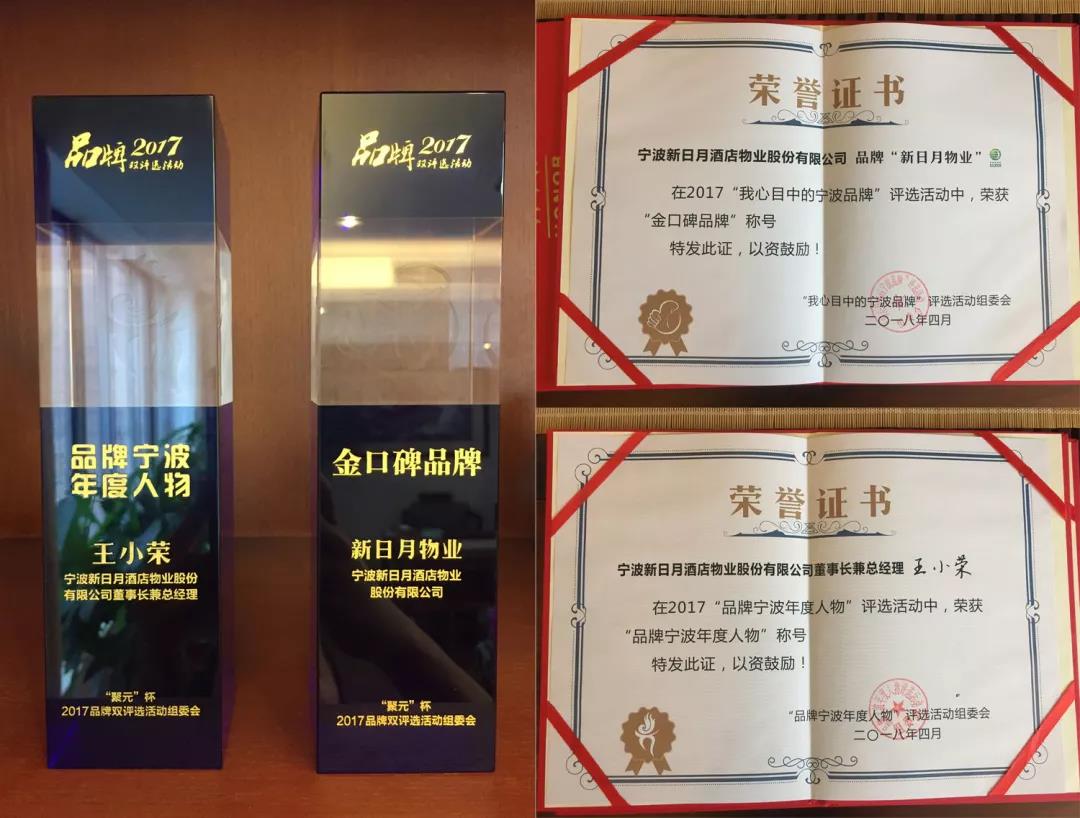 品牌2017
双评选活动
品牌宁波
年度人物
王小荣
宁波新日月酒店物业股份
有限公司董事长兼总经理
“聚元”杯
2017品牌双评选活动组委会
品牌2017
双评选活动
金口碑品牌
新日月物业
宁波新日月酒店物业
股份有限公司
“聚元”杯
2017品牌双评选活动组委会
荣誉证书
宁波新日月酒店物业股份有限公司 品牌“新日月物业”
在2017“我心目中的宁波品牌”评选活动中，荣获
“金口碑品牌”称号
特发此证，以资鼓励！
“我心目中的宁波品牌”评选活动组委会
二〇一八年四月
荣誉证书
宁波新日月酒店物业股份有限公司董事长兼总经理 王小荣
在2017“品牌宁波年度人物”评选活动中，荣获
“品牌宁波年度人物”称号
特发此证，以资鼓励！
“品牌宁波年度人物”评选活动组委会
二〇一八年四月